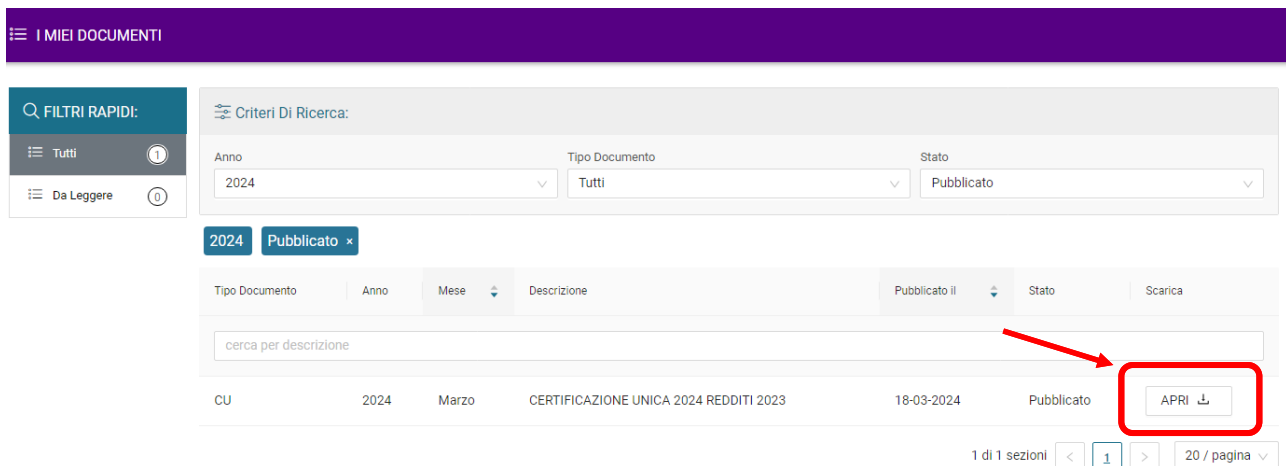 I MIEI DOCUMENTI
FILTRI RAPIDI:
Tutti 1
Da Leggere 0
Criteri Di Ricerca:
Anno Tipo Documento Stato
2024 Tutti Pubblicato
2024 Pubblicato ×
Tipo Documento Anno Mese Descrizione Pubblicato il Stato Scarica
cerca per descrizione
CU 2024 Marzo CERTIFICAZIONE UNICA 2024 REDDITI 2023 18-03-2024 Pubblicato APRI
1 di 1 sezioni < 1 > 20 / pagina